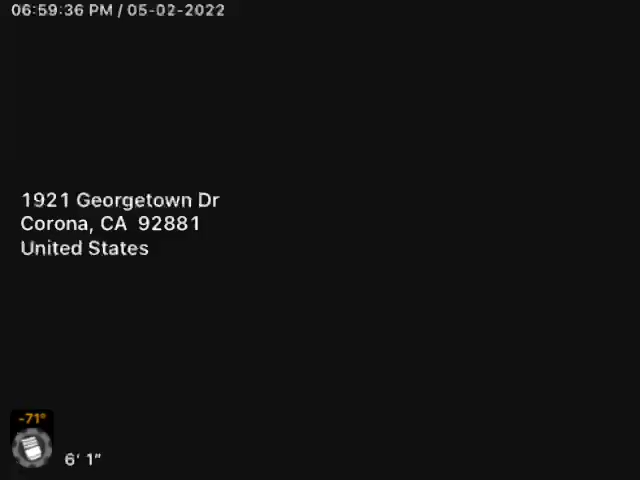 06:59:36 PM / 05-02-2022
1921 Georgetown Dr
Corona, CA  92881
United States
-71°
6' 1"